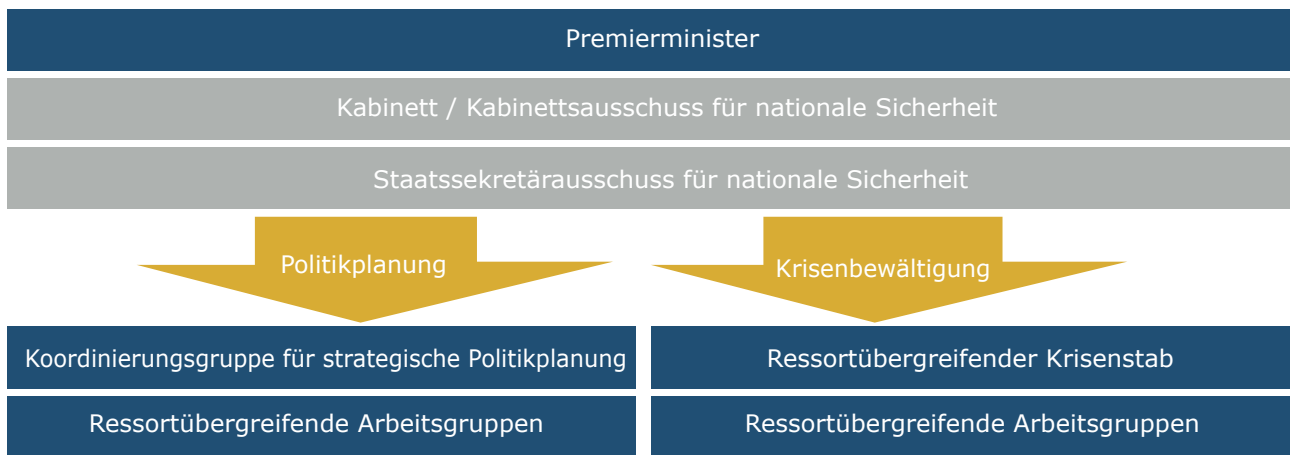 Premierminister
Kabinett / Kabinettsausschuss für nationale Sicherheit
Staatssekretärausschuss für nationale Sicherheit
Politikplanung
Krisenbewältigung
Koordinierungsgruppe für strategische Politikplanung
Ressortübergreifender Krisenstab
Ressortübergreifende Arbeitsgruppen
Ressortübergreifende Arbeitsgruppen